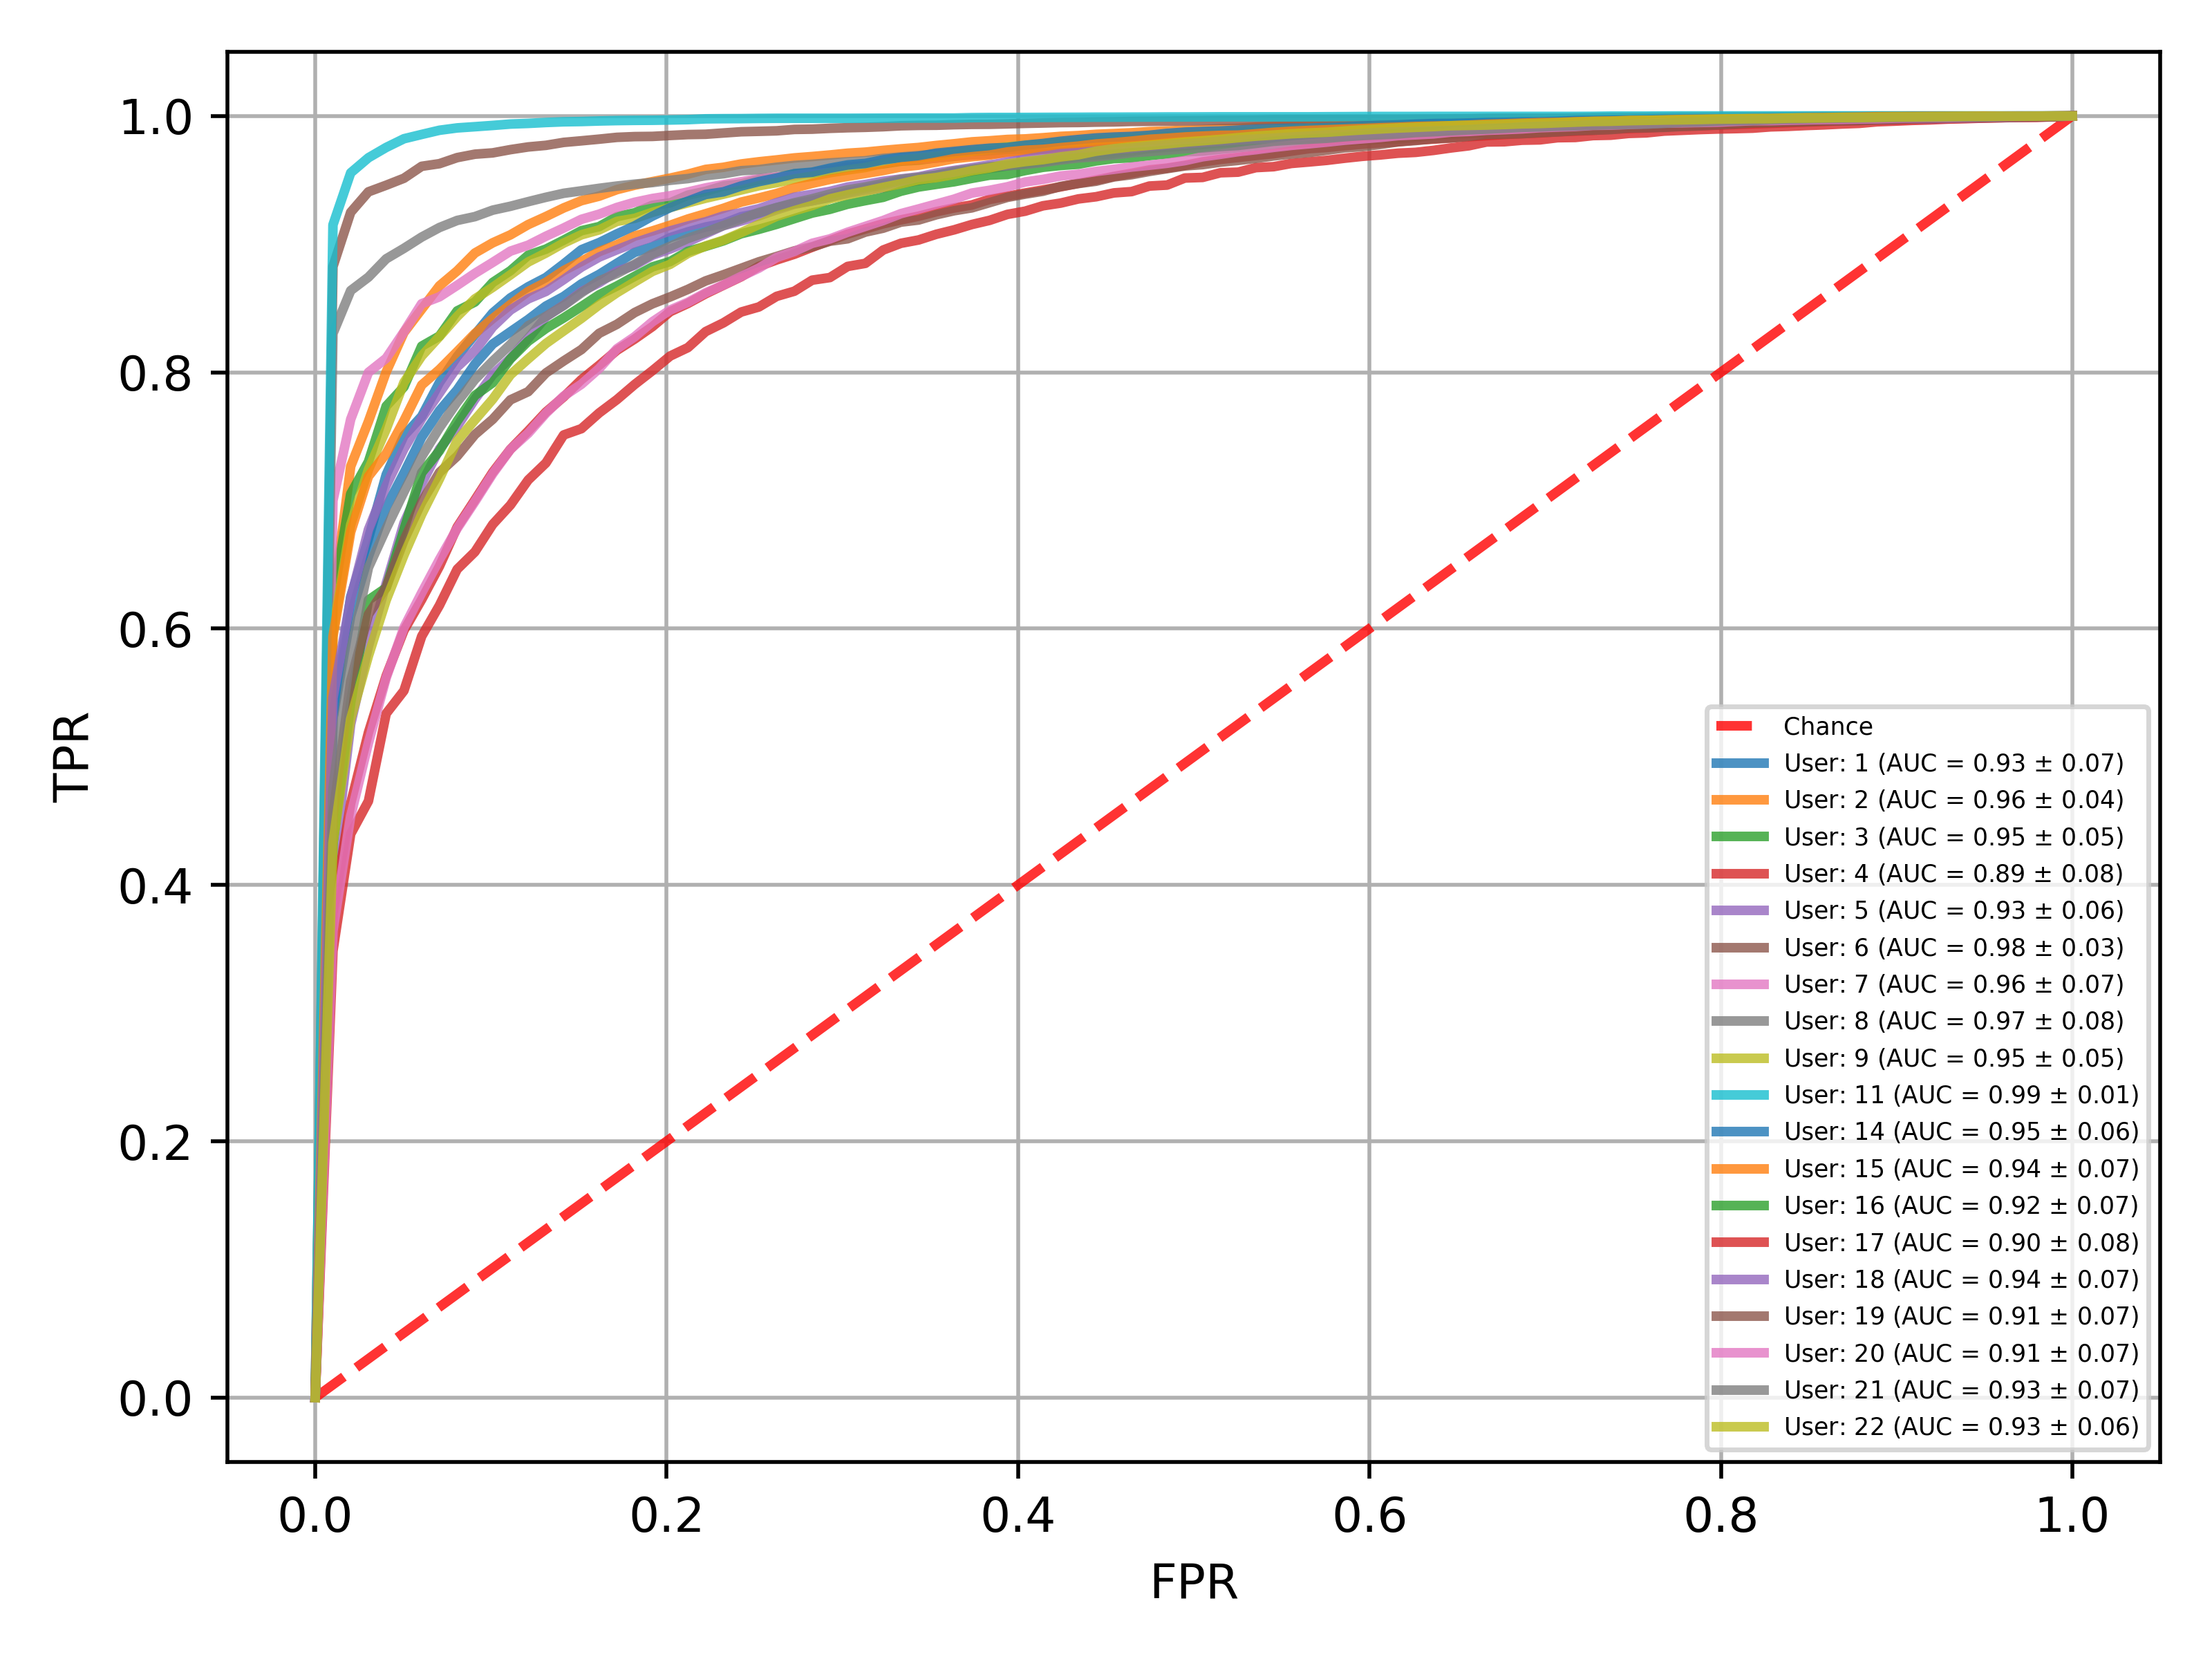 1.0
0.8
0.6
0.4
0.2
0.0
TPR
0.0 0.2 0.4 0.6 0.8 1.0
FPR
Chance
User: 1 (AUC = 0.93 ± 0.07)
User: 2 (AUC = 0.96 ± 0.04)
User: 3 (AUC = 0.95 ± 0.05)
User: 4 (AUC = 0.89 ± 0.08)
User: 5 (AUC = 0.93 ± 0.06)
User: 6 (AUC = 0.98 ± 0.03)
User: 7 (AUC = 0.96 ± 0.07)
User: 8 (AUC = 0.97 ± 0.08)
User: 9 (AUC = 0.95 ± 0.05)
User: 11 (AUC = 0.99 ± 0.01)
User: 14 (AUC = 0.95 ± 0.06)
User: 15 (AUC = 0.94 ± 0.07)
User: 16 (AUC = 0.92 ± 0.07)
User: 17 (AUC = 0.90 ± 0.08)
User: 18 (AUC = 0.94 ± 0.07)
User: 19 (AUC = 0.91 ± 0.07)
User: 20 (AUC = 0.91 ± 0.07)
User: 21 (AUC = 0.93 ± 0.07)
User: 22 (AUC = 0.93 ± 0.06)